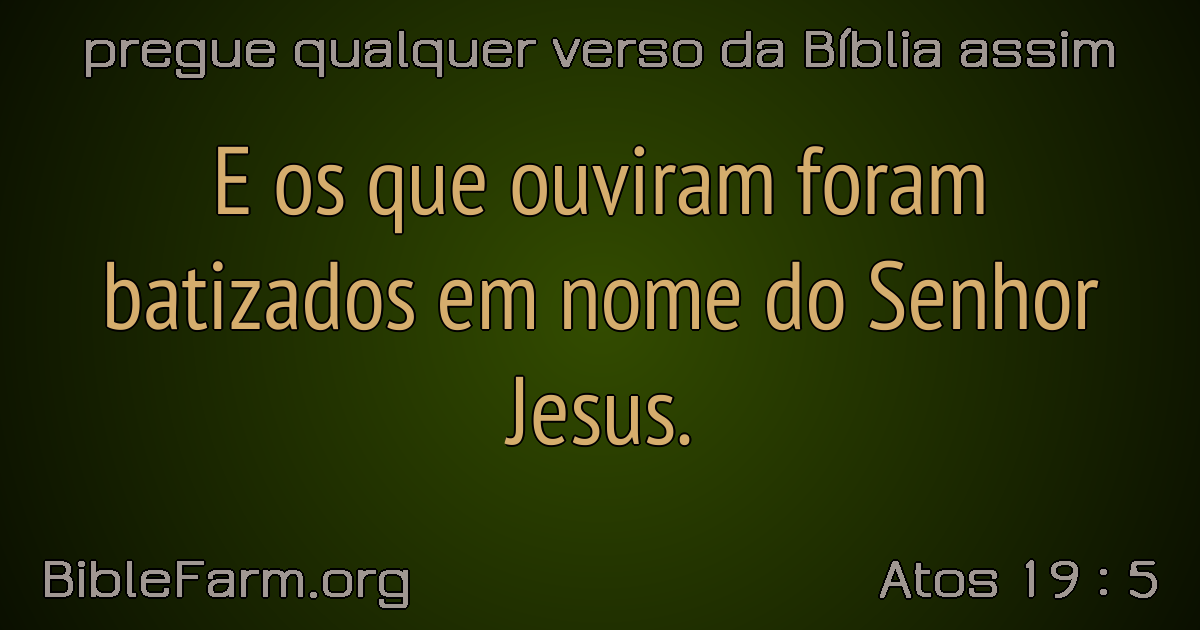 pregue qualquer verso da Bíblia assim
E os que ouviram foram
batizados em nome do Senhor
Jesus.
BibleFarm.org
Atos 19 : 5